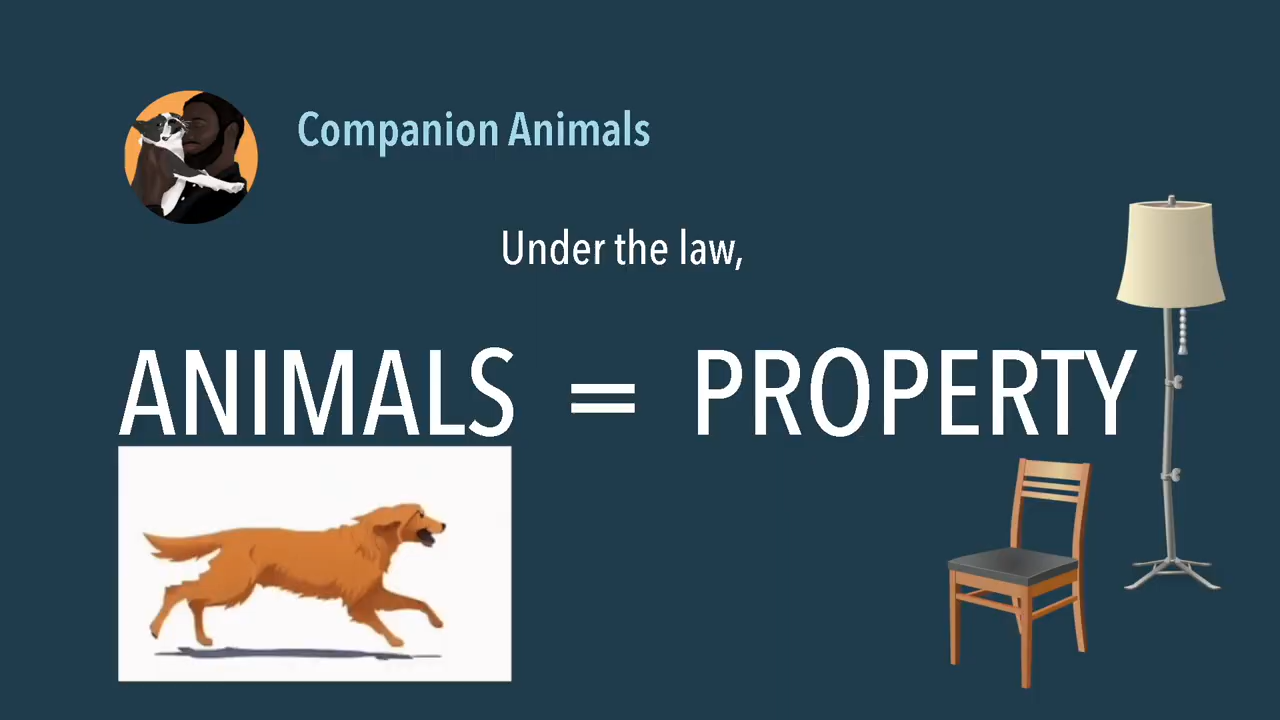 Companion Animals
Under the law,
ANIMALS = PROPERTY